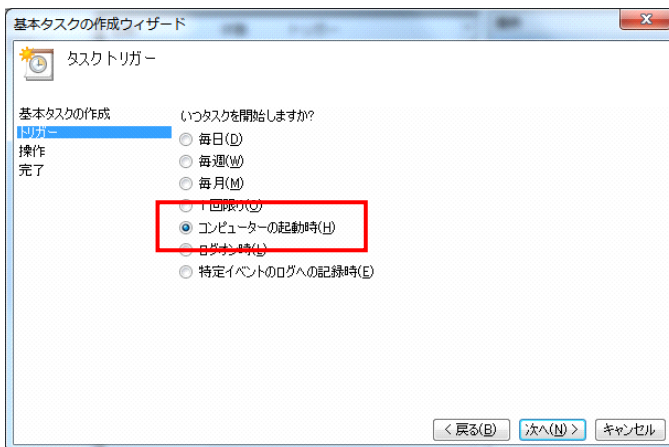 基本タスクの作成ウィザード
タスクトリガー
基本タスクの作成
トリガー
操作
完了
いつタスクを開始しますか?
毎日(D)
毎週(W)
毎月(M)
1 回限り(O)
コンピューターの起動時(H)
ログオン時(L)
特定イベントのログへの記録時(E)
< 戻る(B)
次へ(N) >
キャンセル